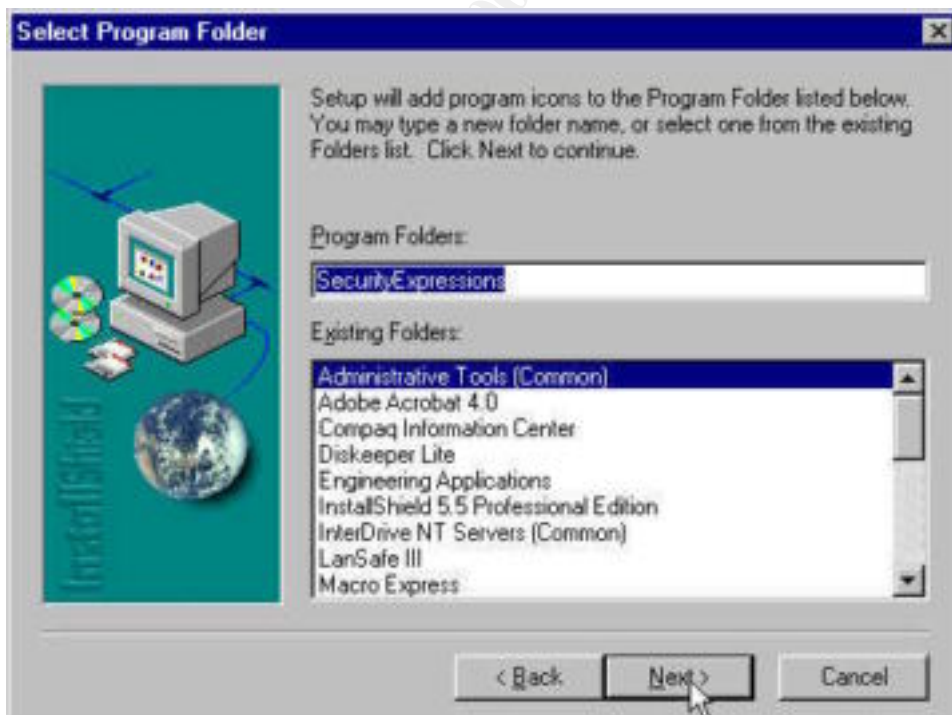 Select Program Folder
Setup will add program icons to the Program Folder listed below.
You may type a new folder name, or select one from the existing
Folders list. Click Next to continue.
Program Folders:
SecurityExpressions
Existing Folders:
Administrative Tools (Common)
Adobe Acrobat 4.0
Compaq Information Center
Diskeeper Lite
Engineering Applications
InstallShield 5.5 Professional Edition
InterDrive NT Servers (Common)
LanSafe III
Macro Express
InstallShield
< Back
Next >
Cancel